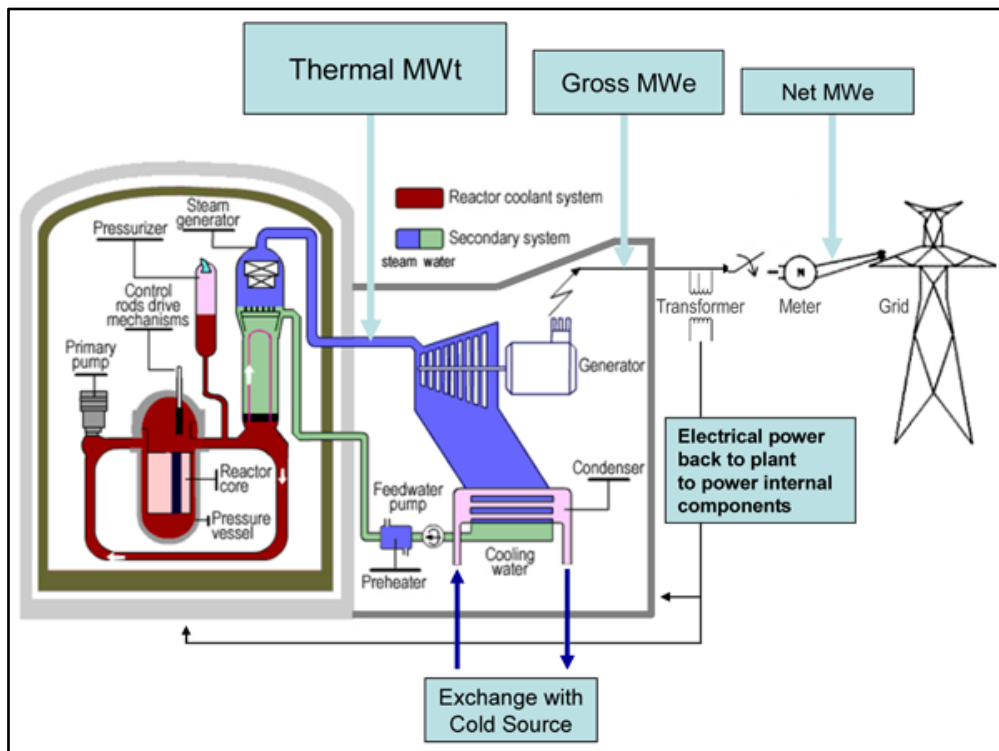 Thermal MWt
Gross MWe
Net MWe
Steam
generator
Pressurizer
Control
rods drive
mechanisms
Primary
pump
Reactor
core
Pressure
vessel
Reactor coolant system
Secondary system
steam water
Generator
Transformer
Meter
Grid
N
Feedwater
pump
Preheater
Condenser
Cooling
water
Electrical power
back to plant
to power internal
components
Exchange with
Cold Source